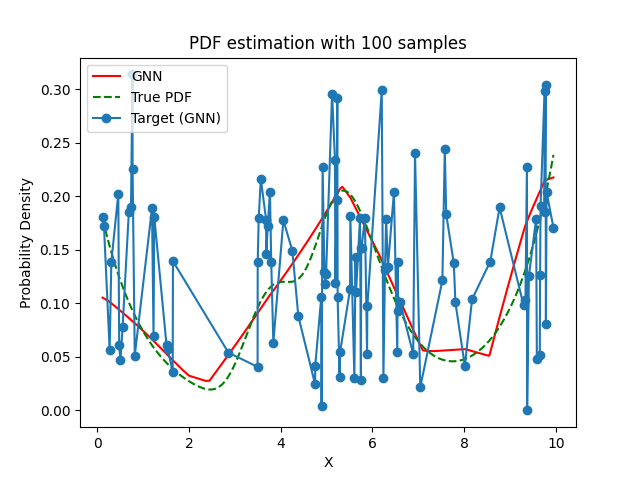 PDF estimation with 100 samples
GNN
True PDF
Target (GNN)
Probability Density
0.30
0.25
0.20
0.15
0.10
0.05
0.00
0 2 4 6 8 10
X